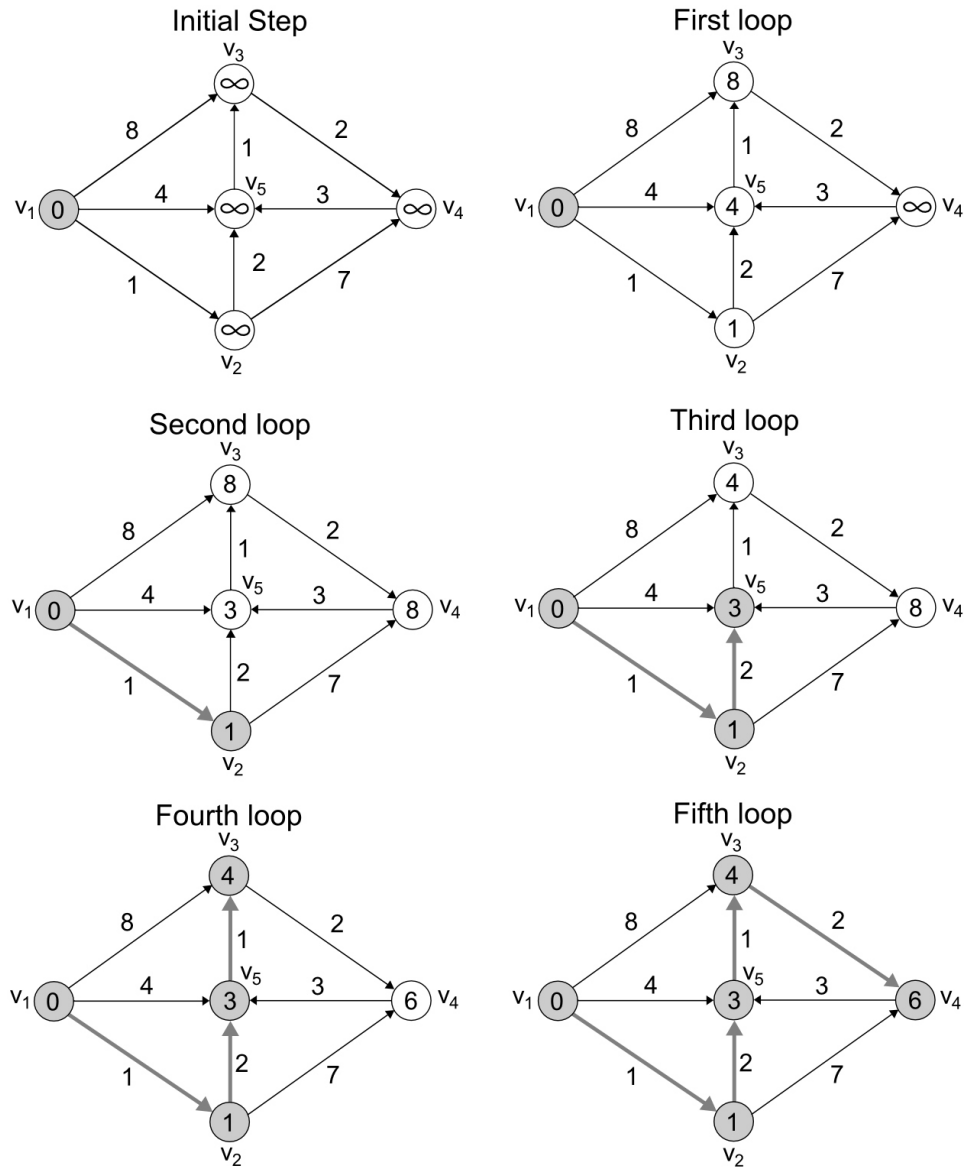 Initial Step
v3
∞
8 2
1
v5
v1 0 4 ∞ 3 ∞ v4
1 2 7
∞
v2
First loop
v3
8
8 2
1
v5
v1 0 4 4 3 ∞ v4
1 2 7
1
v2
Second loop
v3
8
8 2
1
v5
v1 0 4 3 3 8 v4
1 2 7
1
v2
Third loop
v3
4
8 2
1
v5
v1 0 4 3 3 8 v4
1 2 7
1
v2
Fourth loop
v3
4
8 2
1
v5
v1 0 4 3 3 6 v4
1 2 7
1
v2
Fifth loop
v3
4
8 2
1
v5
v1 0 4 3 3 6 v4
1 2 7
1
v2